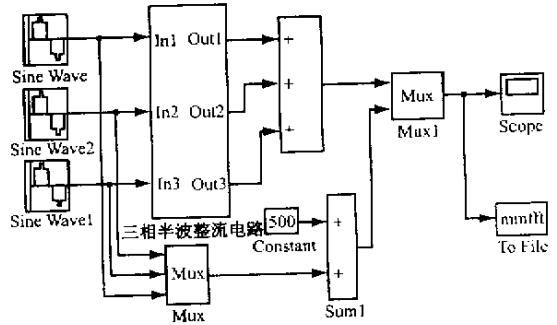 In1 Out1
Sine Wave
In2 Out2
Sine Wave2
In3 Out3
Sine Wave1
+
+
+
Mux
Mux1
Scope
三相半波整流电路
500
Constant
+
+
Sum1
Mux
Mux
To File